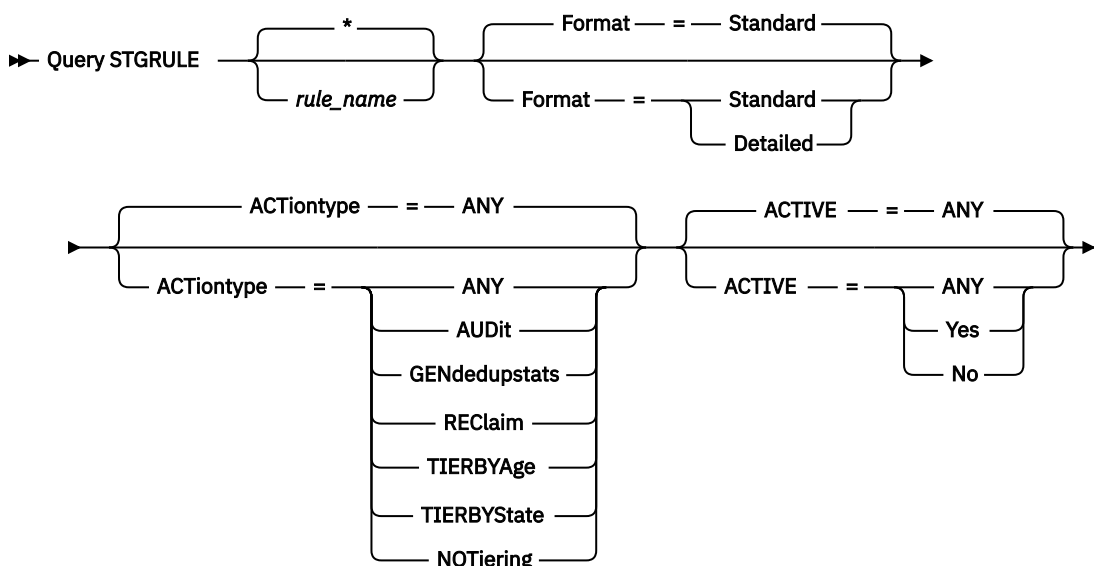 *
Format = Standard
Query STGRULE
rule_name
Format = Standard
Detailed
ACTiontype = ANY
ACTIVE = ANY
ACTiontype = ANY
ACTIVE = ANY
AUDit
Yes
GENdedupstats
No
REClaim
TIERBYAge
TIERBYState
NOTiering